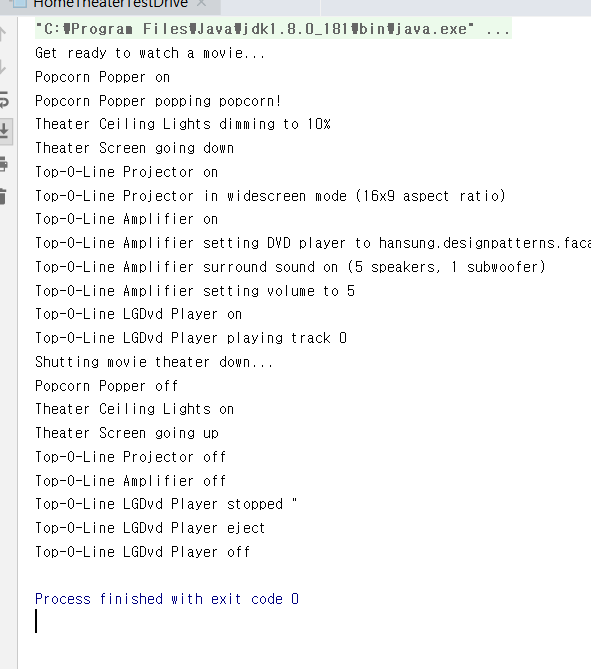 HomeTheaterTestDrive ×
"C:₩Program Files₩Java₩jdk1.8.0_181₩bin₩java.exe" ...
Get ready to watch a movie...
Popcorn Popper on
Popcorn Popper popping popcorn!
Theater Ceiling Lights dimming to 10%
Theater Screen going down
Top-O-Line Projector on
Top-O-Line Projector in widescreen mode (16x9 aspect ratio)
Top-O-Line Amplifier on
Top-O-Line Amplifier setting DVD player to hansung.designpatterns.faca
Top-O-Line Amplifier surround sound on (5 speakers, 1 subwoofer)
Top-O-Line Amplifier setting volume to 5
Top-O-Line LGDvd Player on
Top-O-Line LGDvd Player playing track 0
Shutting movie theater down...
Popcorn Popper off
Theater Ceiling Lights on
Theater Screen going up
Top-O-Line Projector off
Top-O-Line Amplifier off
Top-O-Line LGDvd Player stopped "
Top-O-Line LGDvd Player eject
Top-O-Line LGDvd Player off
Process finished with exit code 0